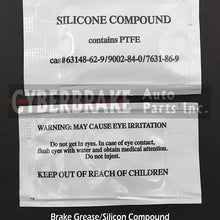 SILICONE COMPOUND
contains PTFE
cas#63148-62-9/9002-84-0/7631-86-9
CYBERBRAKE Auto
Parts Inc.
WARNING: MAY CAUSE EYE IRRITATION
Do not get in eyes. In case of eye contact,
flush eyes with water and obtain medical attention.
Do not inject.
KEEP OUT OF REACH OF CHILDREN
Brake Grease/Silicon Compound